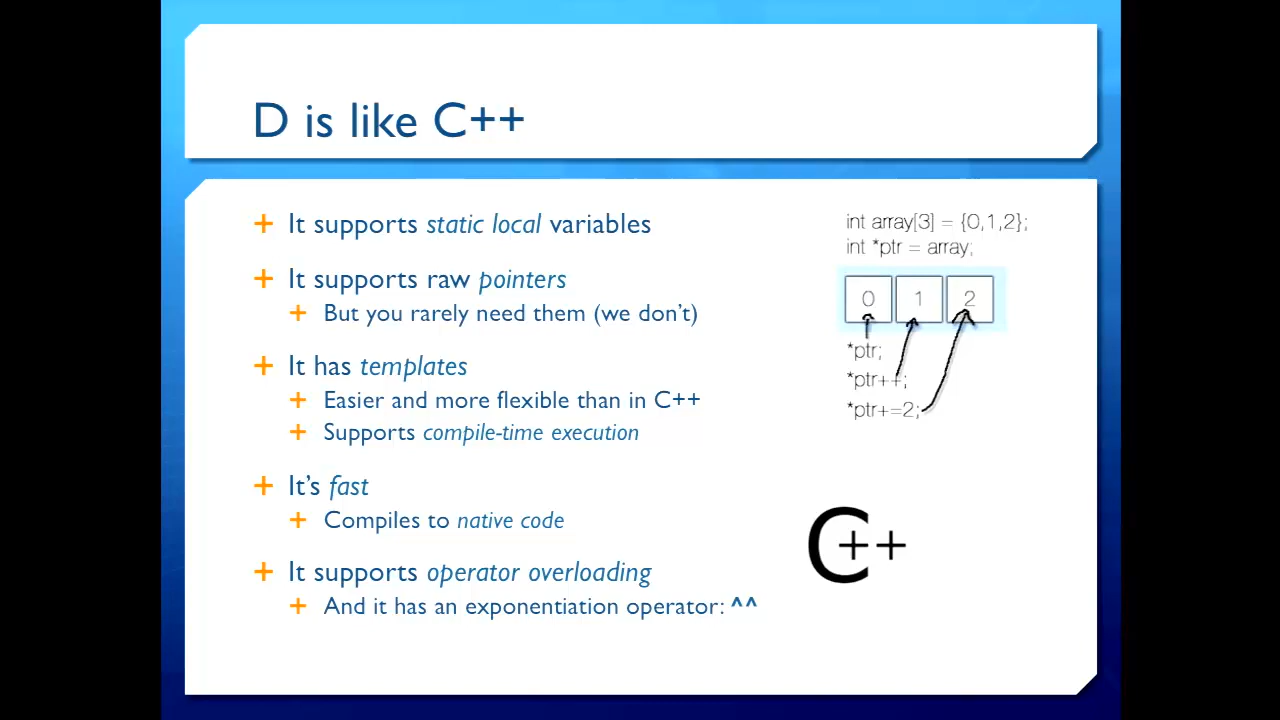 D is like C++
It supports static local variables
It supports raw pointers
But you rarely need them (we don't)
It has templates
Easier and more flexible than in C++
Supports compile-time execution
It's fast
Compiles to native code
It supports operator overloading
And it has an exponentiation operator: ^^
int array[3] = {0,1,2};
int *ptr = array;
0 1 2
*ptr;
*ptr++;
*ptr+=2;
C++